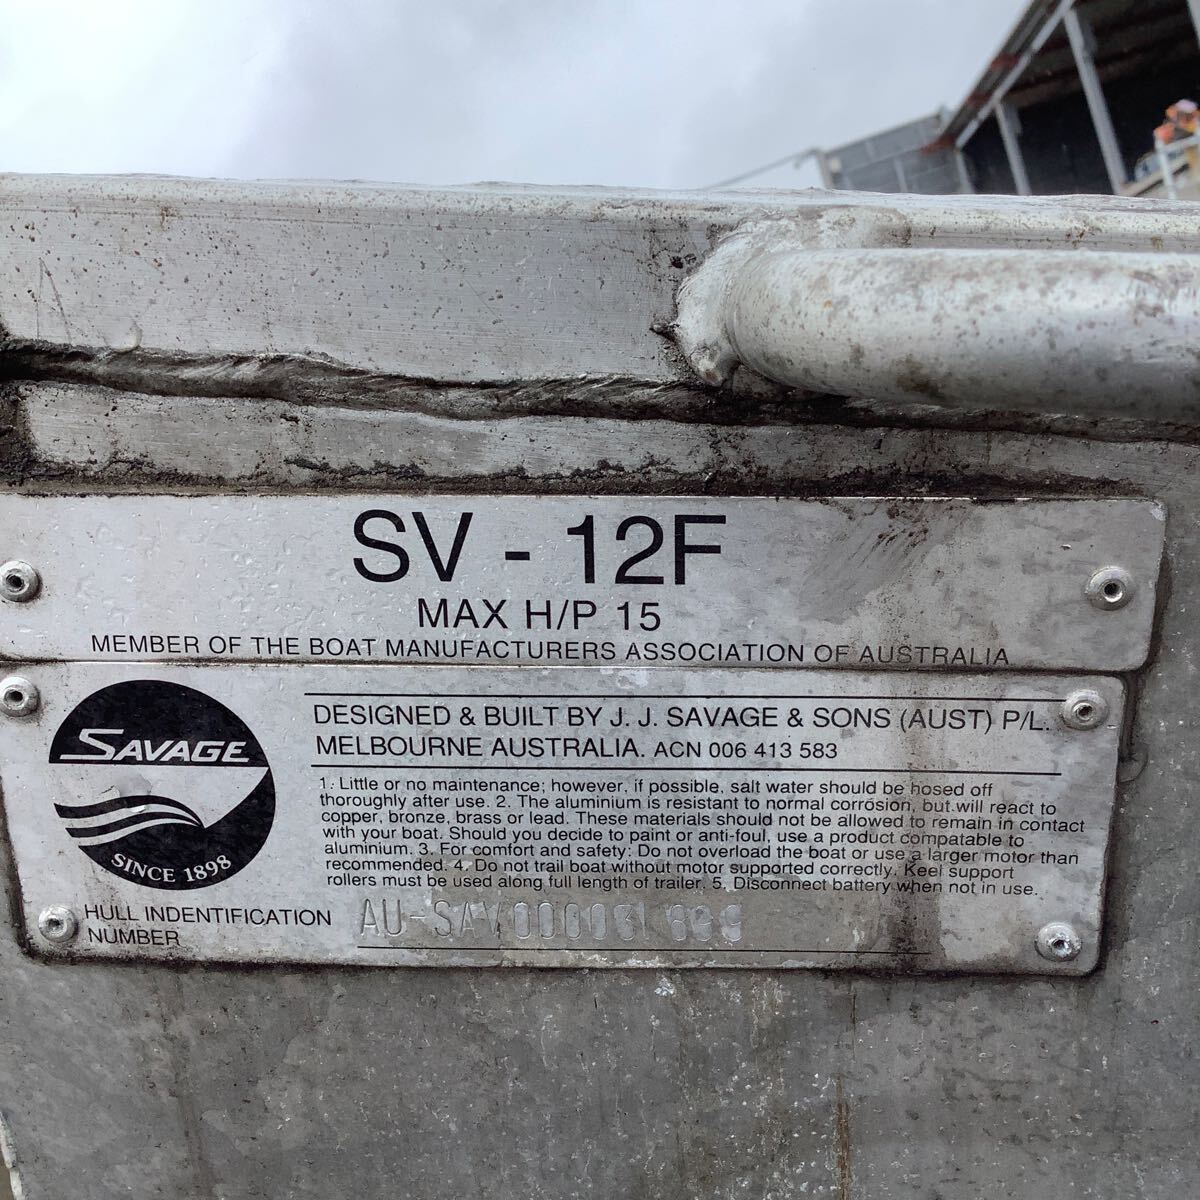 SV - 12F
MAX H/P 15
MEMBER OF THE BOAT MANUFACTURERS ASSOCIATION OF AUSTRALIA
SAVAGE
SINCE 1898
DESIGNED & BUILT BY J. J. SAVAGE & SONS (AUST) P/L.
MELBOURNE AUSTRALIA. ACN 006 413 583
1. Little or no maintenance; however, if possible, salt water should be hosed off
thoroughly after use. 2. The aluminium is resistant to normal corrosion, but will react to
copper, bronze, brass or lead. These materials should not be allowed to remain in contact
with your boat. Should you decide to paint or anti-foul, use a product compatable to
aluminium. 3. For comfort and safety: Do not overload the boat or use a larger motor than
recommended. 4. Do not trail boat without motor supported correctly. Keel support
rollers must be used along full length of trailer. 5. Disconnect battery when not in use.
HULL INDENTIFICATION
NUMBER